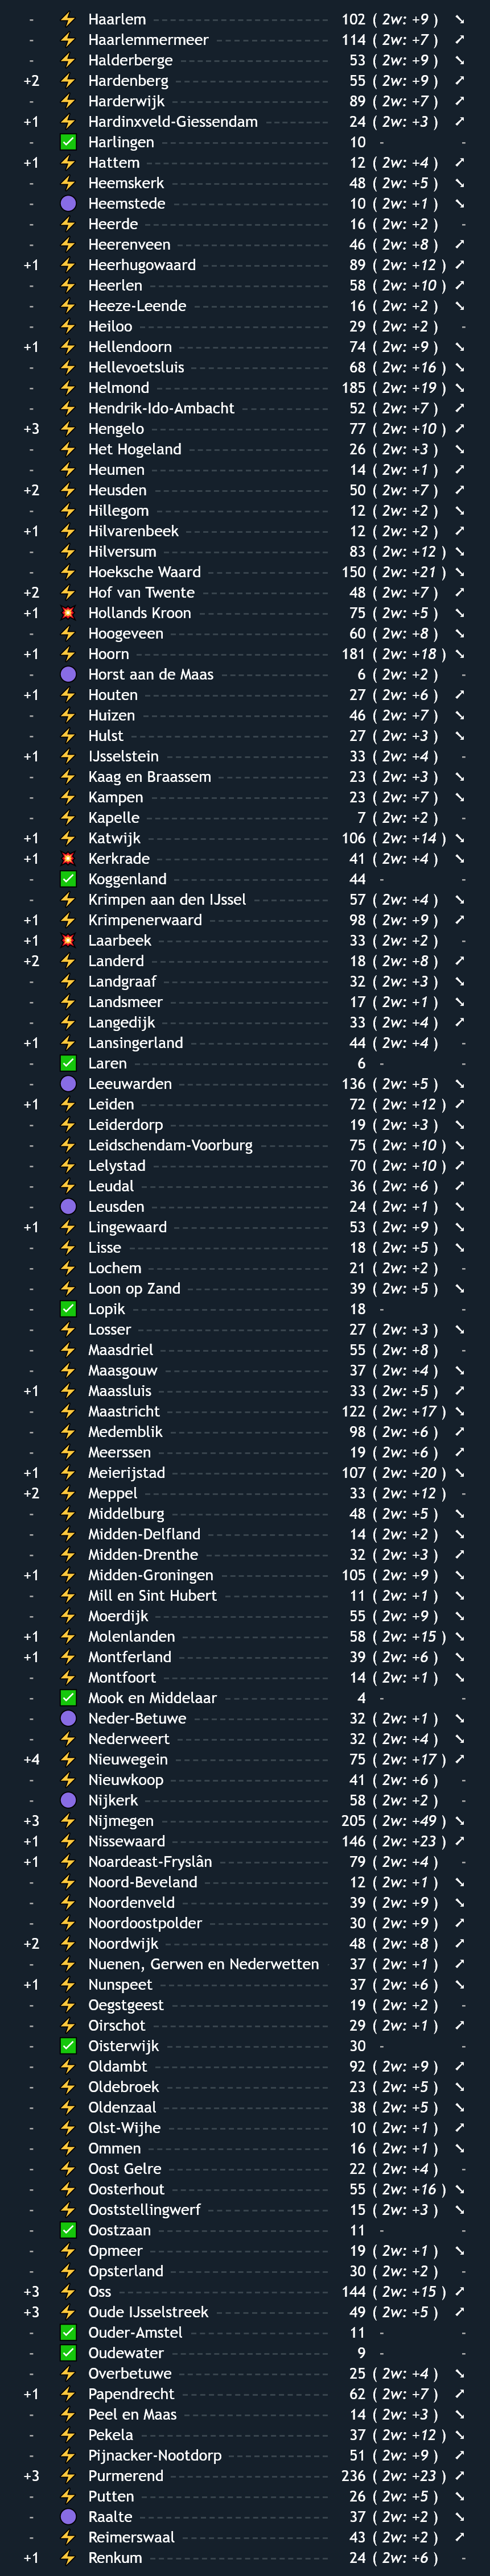 - ⚡ Haarlem 102 ( 2w: +9 ) ➘
- ⚡ Haarlemmermeer 114 ( 2w: +7 ) ➚
- ⚡ Halderberge 53 ( 2w: +9 ) ➘
+2 ⚡ Hardenberg 55 ( 2w: +9 ) ➚
- ⚡ Harderwijk 89 ( 2w: +7 ) ➚
+1 ⚡ Hardinxveld-Giessendam 24 ( 2w: +3 ) ➚
- ✅ Harlingen 10 - -
+1 ⚡ Hattem 12 ( 2w: +4 ) ➚
- ⚡ Heemskerk 48 ( 2w: +5 ) ➘
- 🟣 Heemstede 10 ( 2w: +1 ) ➘
- ⚡ Heerde 16 ( 2w: +2 ) -
- ⚡ Heerenveen 46 ( 2w: +8 ) ➚
+1 ⚡ Heerhugowaard 89 ( 2w: +12 ) ➚
- ⚡ Heerlen 58 ( 2w: +10 ) ➚
- ⚡ Heeze-Leende 16 ( 2w: +2 ) ➘
- ⚡ Heiloo 29 ( 2w: +2 ) -
+1 ⚡ Hellendoorn 74 ( 2w: +9 ) ➘
- ⚡ Hellevoetsluis 68 ( 2w: +16 ) ➘
- ⚡ Helmond 185 ( 2w: +19 ) ➘
- ⚡ Hendrik-Ido-Ambacht 52 ( 2w: +7 ) ➚
+3 ⚡ Hengelo 77 ( 2w: +10 ) ➚
- ⚡ Het Hogeland 26 ( 2w: +3 ) ➘
- ⚡ Heumen 14 ( 2w: +1 ) ➚
+2 ⚡ Heusden 50 ( 2w: +7 ) ➚
- ⚡ Hillegom 12 ( 2w: +2 ) ➘
+1 ⚡ Hilvarenbeek 12 ( 2w: +2 ) ➚
- ⚡ Hilversum 83 ( 2w: +12 ) ➘
- ⚡ Hoeksche Waard 150 ( 2w: +21 ) ➘
+2 ⚡ Hof van Twente 48 ( 2w: +7 ) ➚
+1 💥 Hollands Kroon 75 ( 2w: +5 ) ➘
- ⚡ Hoogeveen 60 ( 2w: +8 ) ➘
+1 ⚡ Hoorn 181 ( 2w: +18 ) ➘
- 🟣 Horst aan de Maas 6 ( 2w: +2 ) -
+1 ⚡ Houten 27 ( 2w: +6 ) ➚
- ⚡ Huizen 46 ( 2w: +7 ) ➘
- ⚡ Hulst 27 ( 2w: +3 ) ➘
+1 ⚡ IJsselstein 33 ( 2w: +4 ) -
- ⚡ Kaag en Braassem 23 ( 2w: +3 ) ➘
- ⚡ Kampen 23 ( 2w: +7 ) ➘
- ⚡ Kapelle 7 ( 2w: +2 ) -
+1 ⚡ Katwijk 106 ( 2w: +14 ) ➘
+1 💥 Kerkrade 41 ( 2w: +4 ) ➘
- ✅ Koggenland 44 - -
- ⚡ Krimpen aan den IJssel 57 ( 2w: +4 ) ➘
+1 ⚡ Krimpenerwaard 98 ( 2w: +9 ) ➚
+1 💥 Laarbeek 33 ( 2w: +2 ) -
+2 ⚡ Landerd 18 ( 2w: +8 ) ➚
- ⚡ Landgraaf 32 ( 2w: +3 ) ➘
- ⚡ Landsmeer 17 ( 2w: +1 ) ➘
- ⚡ Langedijk 33 ( 2w: +4 ) ➚
+1 ⚡ Lansingerland 44 ( 2w: +4 ) -
- ✅ Laren 6 - -
- 🟣 Leeuwarden 136 ( 2w: +5 ) ➘
+1 ⚡ Leiden 72 ( 2w: +12 ) ➚
- ⚡ Leiderdorp 19 ( 2w: +3 ) ➘
- ⚡ Leidschendam-Voorburg 75 ( 2w: +10 ) ➘
- ⚡ Lelystad 70 ( 2w: +10 ) ➚
- ⚡ Leudal 36 ( 2w: +6 ) ➚
- 🟣 Leusden 24 ( 2w: +1 ) ➘
+1 ⚡ Lingewaard 53 ( 2w: +9 ) ➘
- ⚡ Lisse 18 ( 2w: +5 ) ➘
- ⚡ Lochem 21 ( 2w: +2 ) -
- ⚡ Loon op Zand 39 ( 2w: +5 ) ➘
- ✅ Lopik 18 - -
- ⚡ Losser 27 ( 2w: +3 ) ➘
- ⚡ Maasdriel 55 ( 2w: +8 ) -
- ⚡ Maasgouw 37 ( 2w: +4 ) ➘
+1 ⚡ Maassluis 33 ( 2w: +5 ) ➚
- ⚡ Maastricht 122 ( 2w: +17 ) ➘
- ⚡ Medemblik 98 ( 2w: +6 ) ➚
- ⚡ Meerssen 19 ( 2w: +6 ) ➚
+1 ⚡ Meierijstad 107 ( 2w: +20 ) ➘
+2 ⚡ Meppel 33 ( 2w: +12 ) -
- ⚡ Middelburg 48 ( 2w: +5 ) ➘
- ⚡ Midden-Delfland 14 ( 2w: +2 ) ➘
- ⚡ Midden-Drenthe 32 ( 2w: +3 ) ➚
+1 ⚡ Midden-Groningen 105 ( 2w: +9 ) ➘
- ⚡ Mill en Sint Hubert 11 ( 2w: +1 ) ➘
- ⚡ Moerdijk 55 ( 2w: +9 ) ➘
+1 ⚡ Molenlanden 58 ( 2w: +15 ) ➘
+1 ⚡ Montferland 39 ( 2w: +6 ) ➘
- ⚡ Montfoort 14 ( 2w: +1 ) ➘
- ✅ Mook en Middelaar 4 - -
- 🟣 Neder-Betuwe 32 ( 2w: +1 ) ➘
- ⚡ Nederweert 32 ( 2w: +4 ) ➘
+4 ⚡ Nieuwegein 75 ( 2w: +17 ) ➚
- ⚡ Nieuwkoop 41 ( 2w: +6 ) -
- 🟣 Nijkerk 58 ( 2w: +2 ) -
+3 ⚡ Nijmegen 205 ( 2w: +49 ) ➘
+1 ⚡ Nissewaard 146 ( 2w: +23 ) ➚
+1 ⚡ Noardeast-Fryslân 79 ( 2w: +4 ) -
- ⚡ Noord-Beveland 12 ( 2w: +1 ) ➘
- ⚡ Noordenveld 39 ( 2w: +9 ) ➘
- ⚡ Noordoostpolder 30 ( 2w: +9 ) ➚
+2 ⚡ Noordwijk 48 ( 2w: +8 ) ➚
- ⚡ Nuenen, Gerwen en Nederwetten 37 ( 2w: +1 ) ➚
+1 ⚡ Nunspeet 37 ( 2w: +6 ) ➘
- ⚡ Oegstgeest 19 ( 2w: +2 ) -
- ⚡ Oirschot 29 ( 2w: +1 ) ➚
- ✅ Oisterwijk 30 - -
- ⚡ Oldambt 92 ( 2w: +9 ) ➚
- ⚡ Oldebroek 23 ( 2w: +5 ) ➘
- ⚡ Oldenzaal 38 ( 2w: +5 ) ➘
- ⚡ Olst-Wijhe 10 ( 2w: +1 ) ➚
- ⚡ Ommen 16 ( 2w: +1 ) ➘
- ⚡ Oost Gelre 22 ( 2w: +4 ) -
- ⚡ Oosterhout 55 ( 2w: +16 ) ➘
- ⚡ Ooststellingwerf 15 ( 2w: +3 ) ➘
- ✅ Oostzaan 11 - -
- ⚡ Opmeer 19 ( 2w: +1 ) ➘
- ⚡ Opsterland 30 ( 2w: +2 ) -
+3 ⚡ Oss 144 ( 2w: +15 ) ➚
+3 ⚡ Oude IJsselstreek 49 ( 2w: +5 ) ➚
- ✅ Ouder-Amstel 11 - -
- ✅ Oudewater 9 - -
- ⚡ Overbetuwe 25 ( 2w: +4 ) ➘
+1 ⚡ Papendrecht 62 ( 2w: +7 ) ➚
- ⚡ Peel en Maas 14 ( 2w: +3 ) ➘
- ⚡ Pekela 37 ( 2w: +12 ) ➘
- ⚡ Pijnacker-Nootdorp 51 ( 2w: +9 ) ➚
+3 ⚡ Purmerend 236 ( 2w: +23 ) ➚
- ⚡ Putten 26 ( 2w: +5 ) ➘
- 🟣 Raalte 37 ( 2w: +2 ) ➘
- ⚡ Reimerswaal 43 ( 2w: +2 ) ➚
+1 ⚡ Renkum 24 ( 2w: +6 ) -